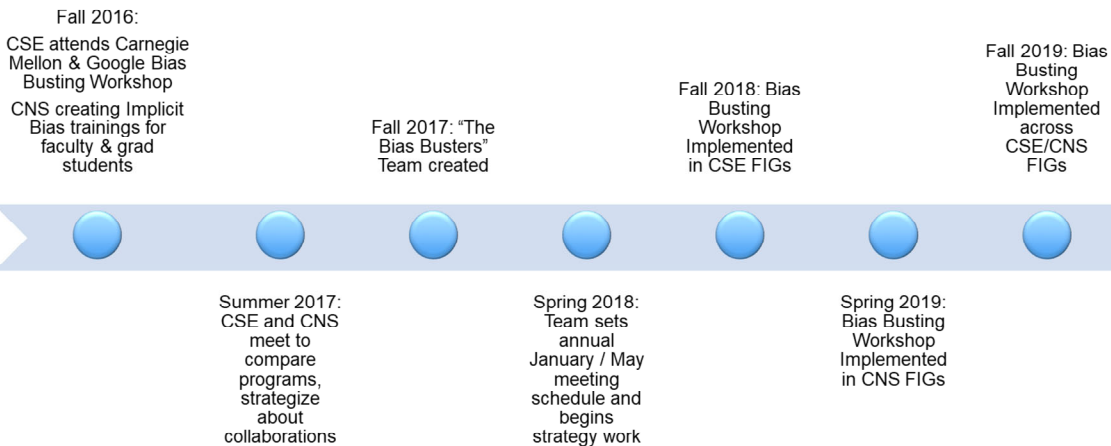 Fall 2016:
CSE attends Carnegie
Mellon & Google Bias
Busting Workshop
CNS creating Implicit
Bias trainings for
faculty & grad
students
Summer 2017:
CSE and CNS
meet to
compare
programs,
strategize
about
collaborations
Fall 2017: “The
Bias Busters”
Team created
Spring 2018:
Team sets
annual
January / May
meeting
schedule and
begins
strategy work
Fall 2018: Bias
Busting
Workshop
Implemented
in CSE FIGs
Spring 2019:
Bias Busting
Workshop
Implemented
in CNS FIGs
Fall 2019: Bias
Busting
Workshop
Implemented
across
CSE/CNS
FIGs